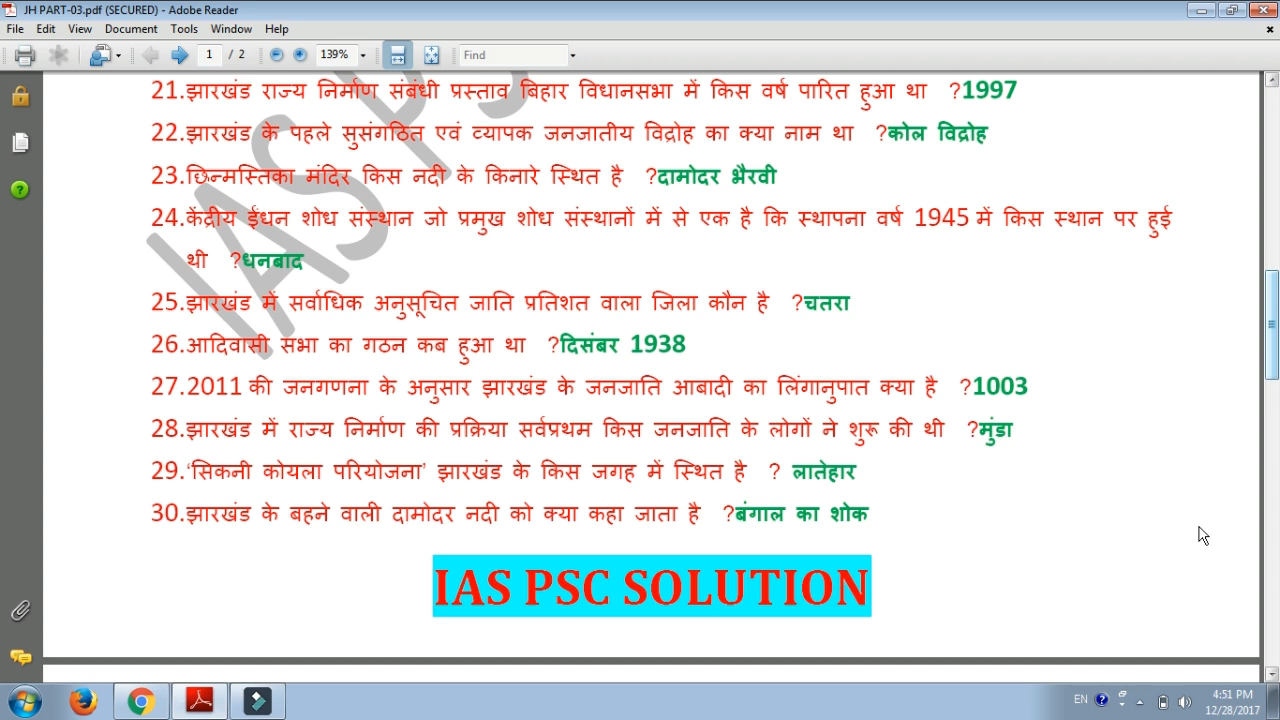 JH PART-03.pdf (SECURED) - Adobe Reader
File Edit View Document Tools Window Help
1 / 2 139% Find
IAS PS
21.झारखंड राज्य निर्माण संबंधी प्रस्ताव बिहार विधानसभा में किस वर्ष पारित हुआ था ?1997
22.झारखंड के पहले सुसंगठित एवं व्यापक जनजातीय विद्रोह का क्या नाम था ?कोल विद्रोह
23.छिन्मस्तिका मंदिर किस नदी के किनारे स्थित है ?दामोदर भैरवी
24.केंद्रीय ईंधन शोध संस्थान जो प्रमुख शोध संस्थानों में से एक है कि स्थापना वर्ष 1945 में किस स्थान पर हुई
थी ?धनबाद
25.झारखंड में सर्वाधिक अनुसूचित जाति प्रतिशत वाला जिला कौन है ?चतरा
26.आदिवासी सभा का गठन कब हुआ था ?दिसंबर 1938
27.2011 की जनगणना के अनुसार झारखंड के जनजाति आबादी का लिंगानुपात क्या है ?1003
28.झारखंड में राज्य निर्माण की प्रक्रिया सर्वप्रथम किस जनजाति के लोगों ने शुरू की थी ?मुंडा
29.‘सिकनी कोयला परियोजना’ झारखंड के किस जगह में स्थित है ? लातेहार
30.झारखंड के बहने वाली दामोदर नदी को क्या कहा जाता है ?बंगाल का शोक
IAS PSC SOLUTION
EN 4:51 PM
12/28/2017